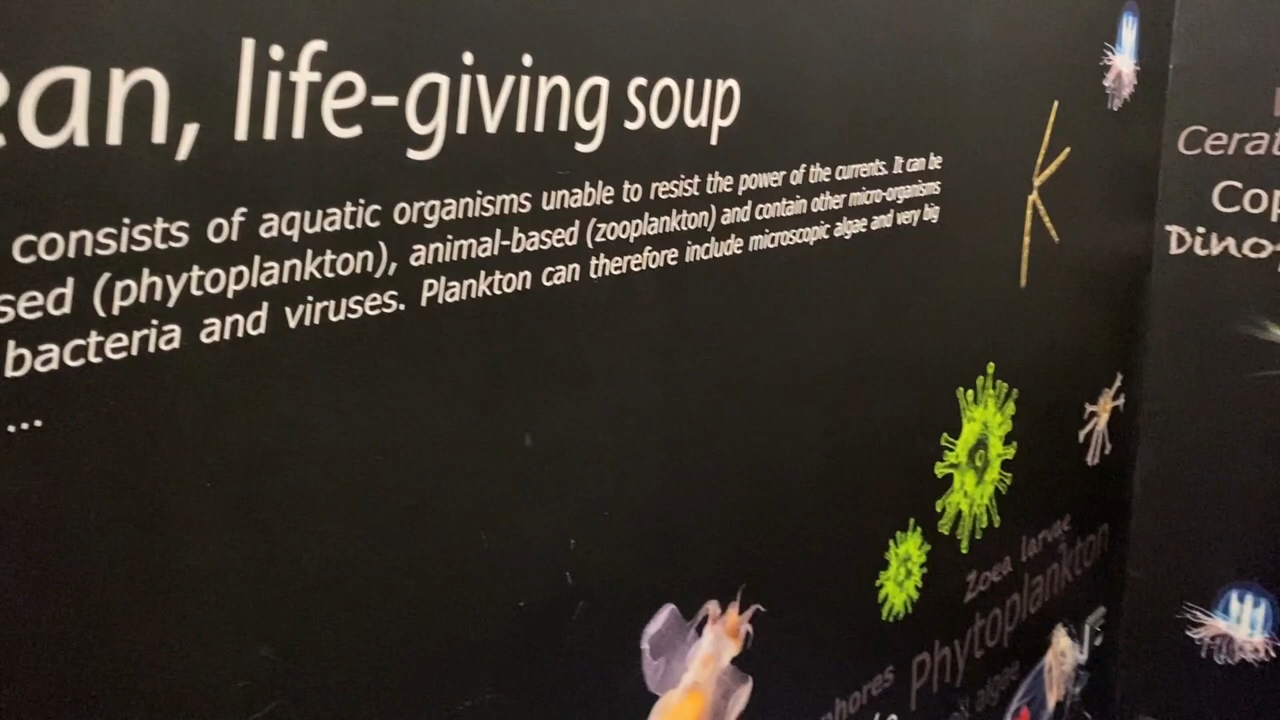 ean, life-giving soup
consists of aquatic organisms unable to resist the power of the currents. It can be
sed (phytoplankton), animal-based (zooplankton) and contain other micro-organisms
bacteria and viruses. Plankton can therefore include microscopic algae and very big
...
Cerat
Cop
Dino
Zoea larvae
Phytoplankton
phores
algae